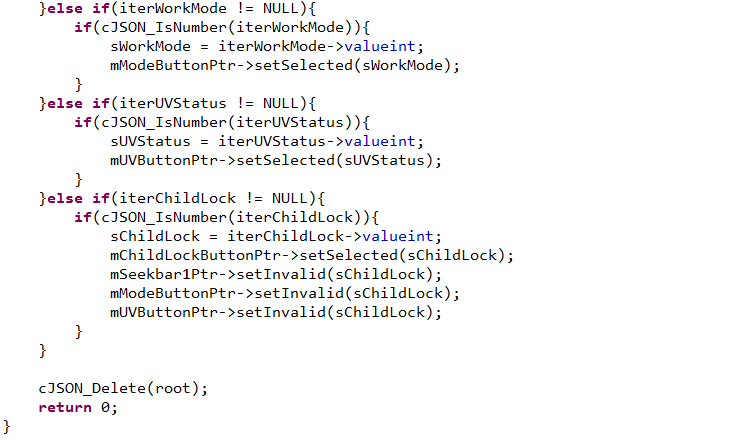 }else if(iterWorkMode != NULL){
if(cJSON_IsNumber(iterWorkMode)){
sWorkMode = iterWorkMode->valueint;
mModeButtonPtr->setSelected(sWorkMode);
}
}else if(iterUVStatus != NULL){
if(cJSON_IsNumber(iterUVStatus)){
sUVStatus = iterUVStatus->valueint;
mUVButtonPtr->setSelected(sUVStatus);
}
}else if(iterChildLock != NULL){
if(cJSON_IsNumber(iterChildLock)){
sChildLock = iterChildLock->valueint;
mChildLockButtonPtr->setSelected(sChildLock);
mSeekbar1Ptr->setInvalid(sChildLock);
mModeButtonPtr->setInvalid(sChildLock);
mUVButtonPtr->setInvalid(sChildLock);
}
}
cJSON_Delete(root);
return 0;
}